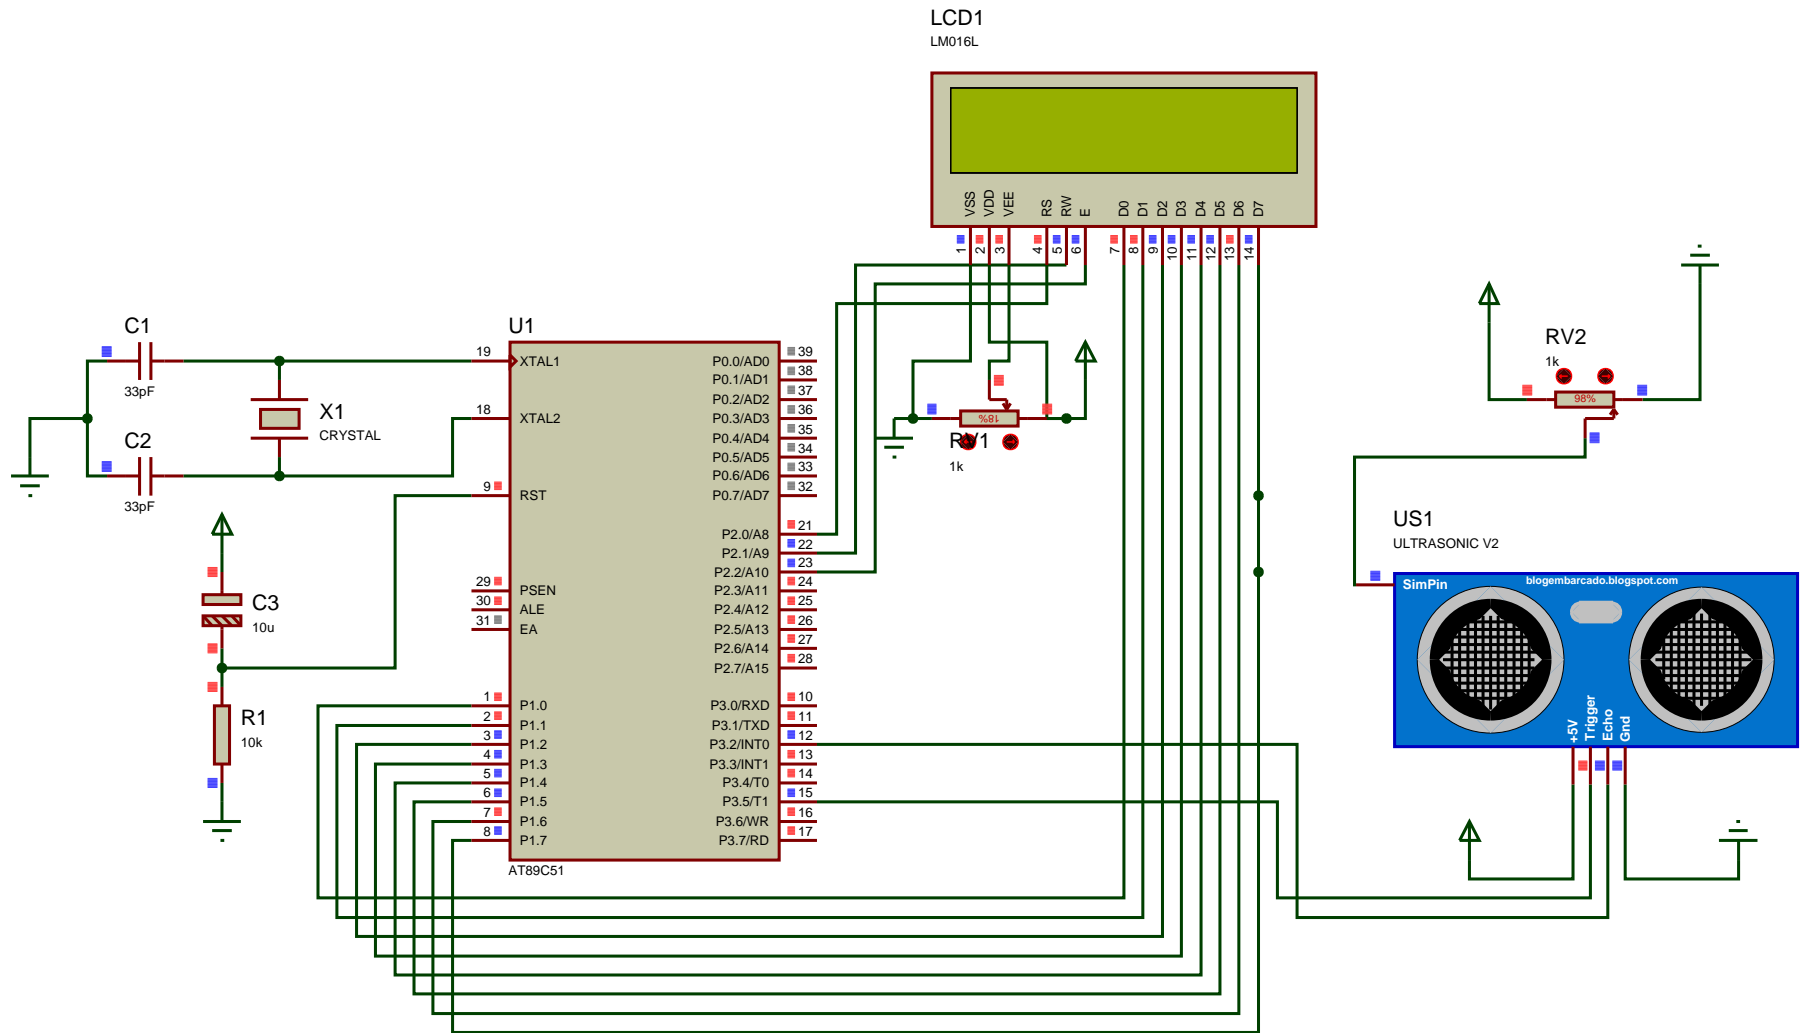 LCD1
LM016L
VSS
VDD
VEE
RS
RW
E
D0
D1
D2
D3
D4
D5
D6
D7
1
2
3
4
5
6
7
8
9
10
11
12
13
14
C1
33pF
C2
33pF
X1
CRYSTAL
C3
10u
R1
10k
U1
19 XTAL1
18 XTAL2
9 RST
29 PSEN
30 ALE
31 EA
1 P1.0
2 P1.1
3 P1.2
4 P1.3
5 P1.4
6 P1.5
7 P1.6
8 P1.7
P0.0/AD0 39
P0.1/AD1 38
P0.2/AD2 37
P0.3/AD3 36
P0.4/AD4 35
P0.5/AD5 34
P0.6/AD6 33
P0.7/AD7 32
P2.0/A8 21
P2.1/A9 22
P2.2/A10 23
P2.3/A11 24
P2.4/A12 25
P2.5/A13 26
P2.6/A14 27
P2.7/A15 28
P3.0/RXD 10
P3.1/TXD 11
P3.2/INT0 12
P3.3/INT1 13
P3.4/T0 14
P3.5/T1 15
P3.6/WR 16
P3.7/RD 17
AT89C51
18%
RV1
1k
RV2
1k
98%
US1
ULTRASONIC V2
SimPin
blogembarcado.blogspot.com
+5V
Trigger
Echo
Gnd